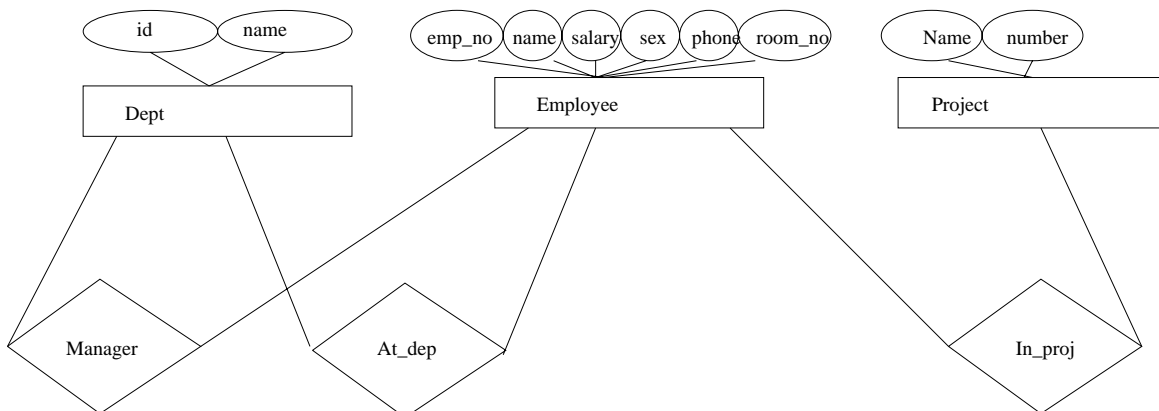 id name emp_no name salary sex phone room_no Name number
Dept Employee Project
Manager At_dep In_proj